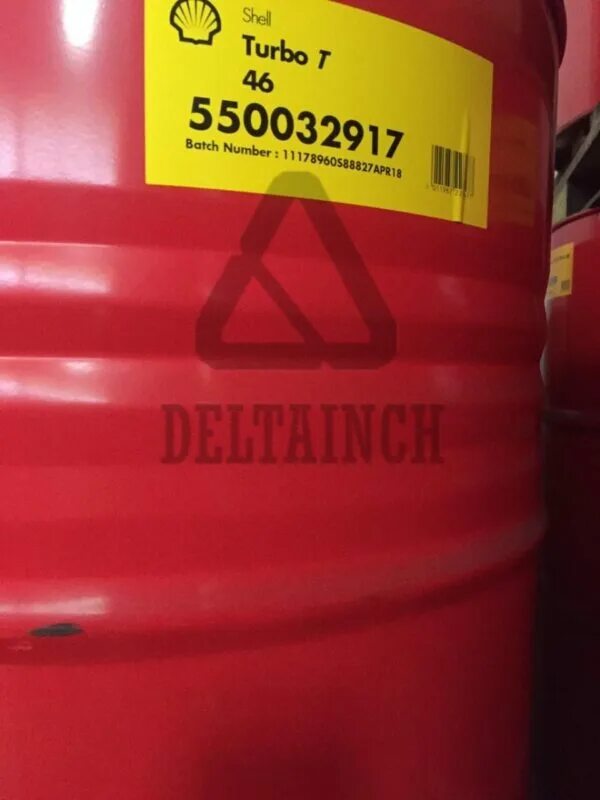 Shell
Turbo T
46
550032917
Batch Number : 11178960S88827APR18
DELTAINCH